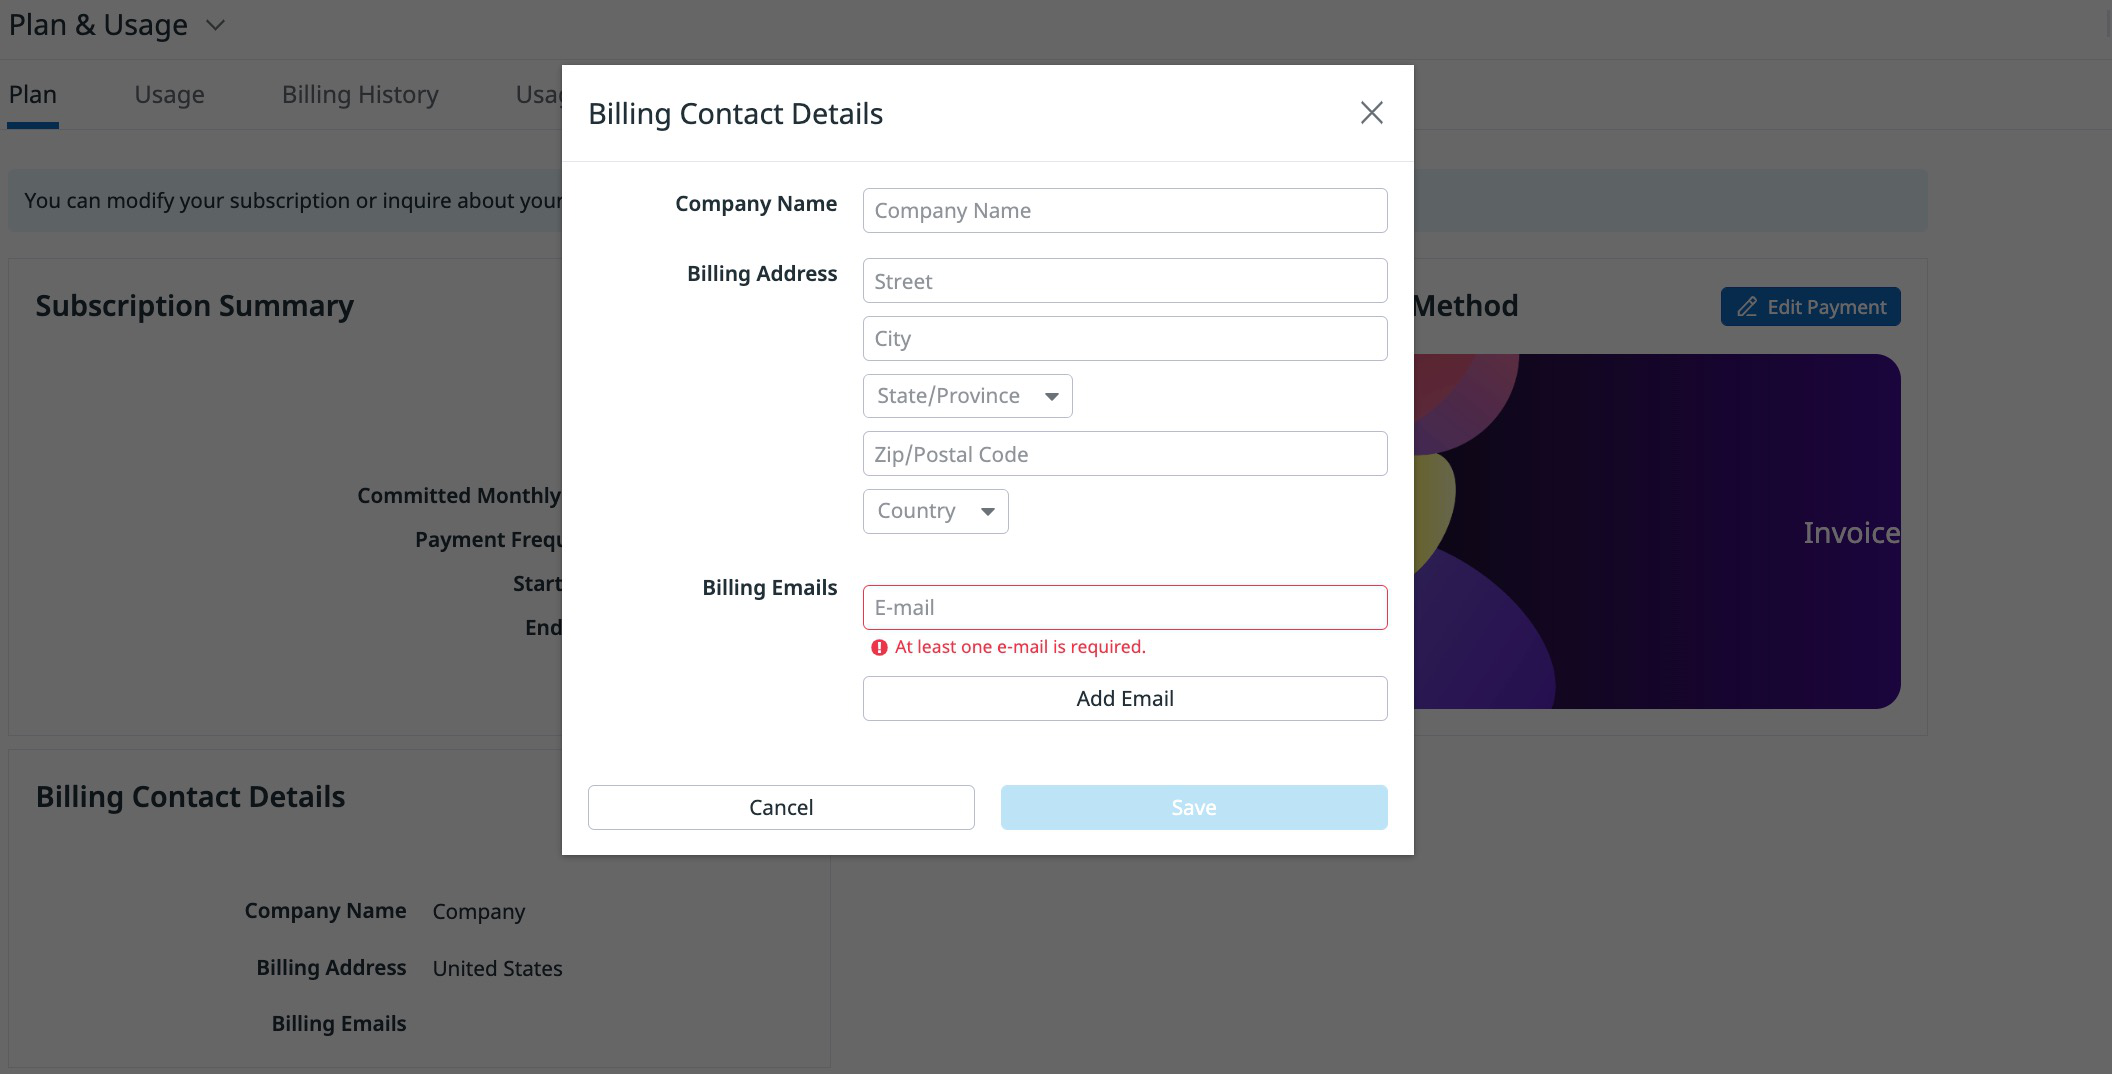 Plan & Usage
Plan
Usage
Billing History
You can modify your subscription or inquire about your
Subscription Summary
Committed Monthly
Payment
Start
End
Method
Edit Payment
Invoice
Billing Contact Details
Company Name
Company
Billing Address
United States
Billing Emails
Billing Contact Details
Company Name
Company Name
Billing Address
Street
City
State/Province
Zip/Postal Code
Country
Billing Emails
E-mail
At least one e-mail is required.
Add Email
Cancel
Save